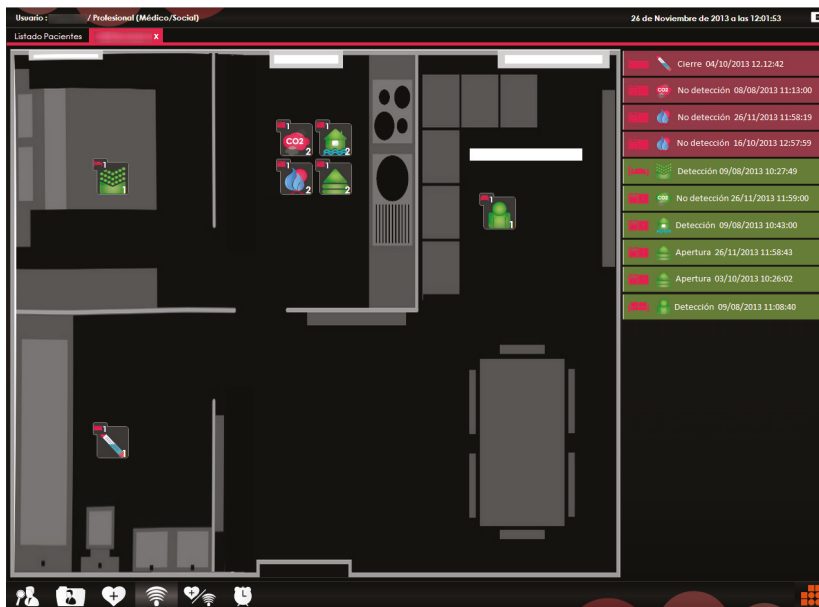 Usuario : / Profesional (Médico/Social)
26 de Noviembre de 2013 a las 12:01:53
Listado Pacientes
X
Cierre 04/10/2013 12.12:42
CO2 No detección 08/08/2013 11:13:00
No detección 26/11/2013 11:58:19
No detección 16/10/2013 12:57:59
Detección 09/08/2013 10:27:49
CO2 No detección 26/11/2013 11:59:00
Detección 09/08/2013 10:43:00
Apertura 26/11/2013 11:58:43
Apertura 03/10/2013 10:26:02
Detección 09/08/2013 11:08:40
1
1
CO2
2
2
1
1
2
2
1
1
1
1
1
1